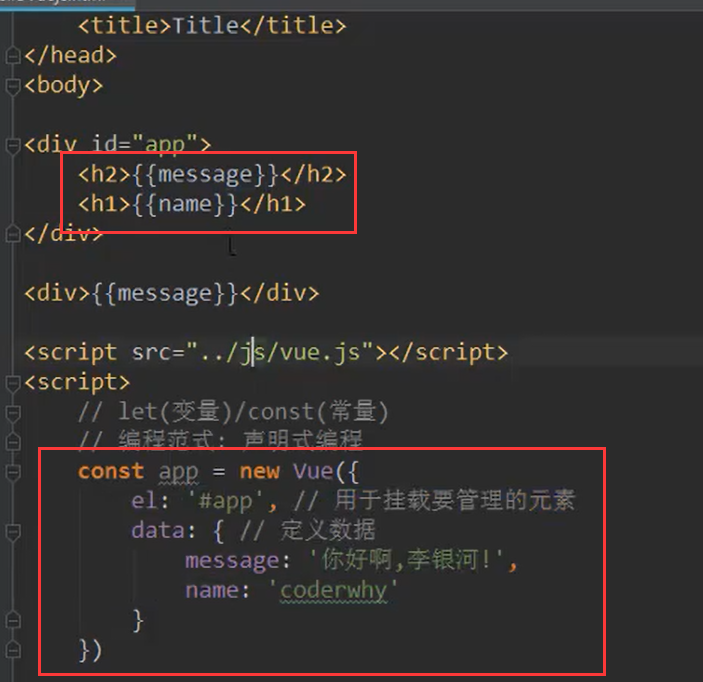 <title>Title</title>
</head>
<body>
<div id="app">
<h2>{{message}}</h2>
<h1>{{name}}</h1>
</div>
<div>{{message}}</div>
<script src="../js/vue.js"></script>
<script>
// let(变量)/const(常量)
// 编程范式: 声明式编程
const app = new Vue({
el: '#app', // 用于挂载要管理的元素
data: { // 定义数据
message: '你好啊,李银河!',
name: 'coderwhy'
}
})